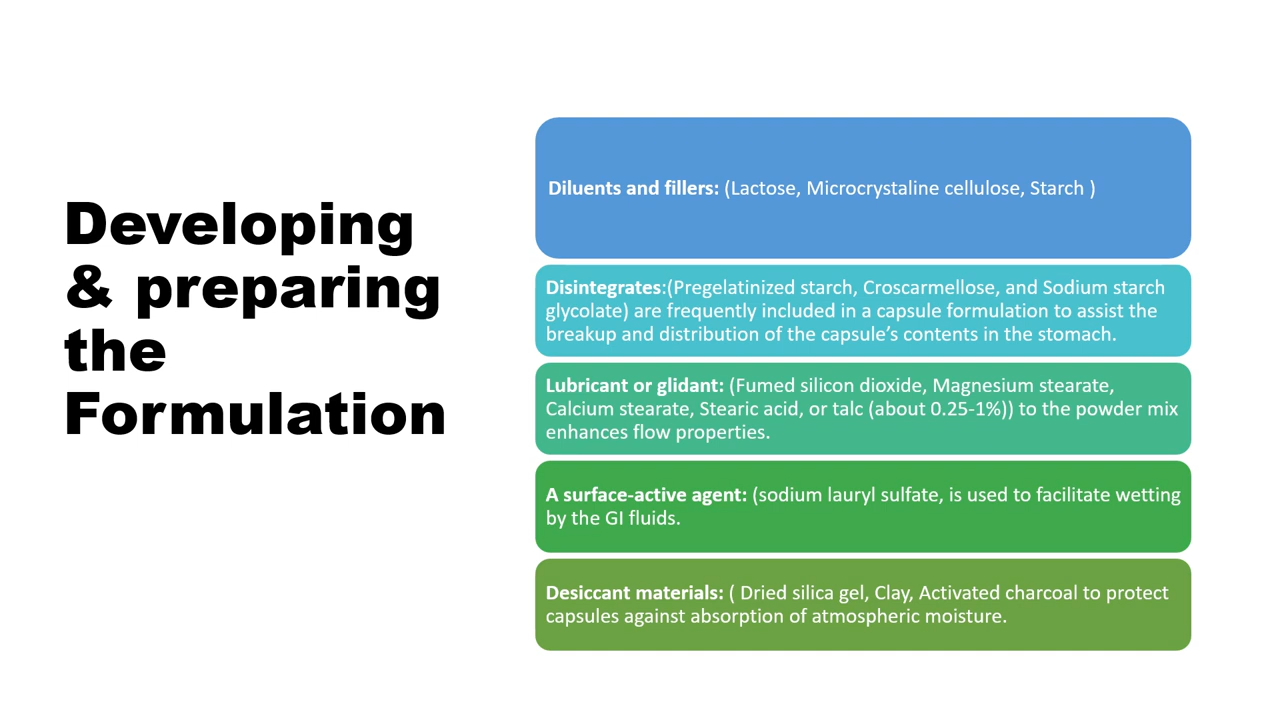 Developing
& preparing
the
Formulation
Diluents and fillers: (Lactose, Microcrystaline cellulose, Starch )
Disintegrates:(Pregelatinized starch, Croscarmellose, and Sodium starch
glycolate) are frequently included in a capsule formulation to assist the
breakup and distribution of the capsule’s contents in the stomach.
Lubricant or glidant: (Fumed silicon dioxide, Magnesium stearate,
Calcium stearate, Stearic acid, or talc (about 0.25-1%)) to the powder mix
enhances flow properties.
A surface-active agent: (sodium lauryl sulfate, is used to facilitate wetting
by the GI fluids.
Desiccant materials: ( Dried silica gel, Clay, Activated charcoal to protect
capsules against absorption of atmospheric moisture.